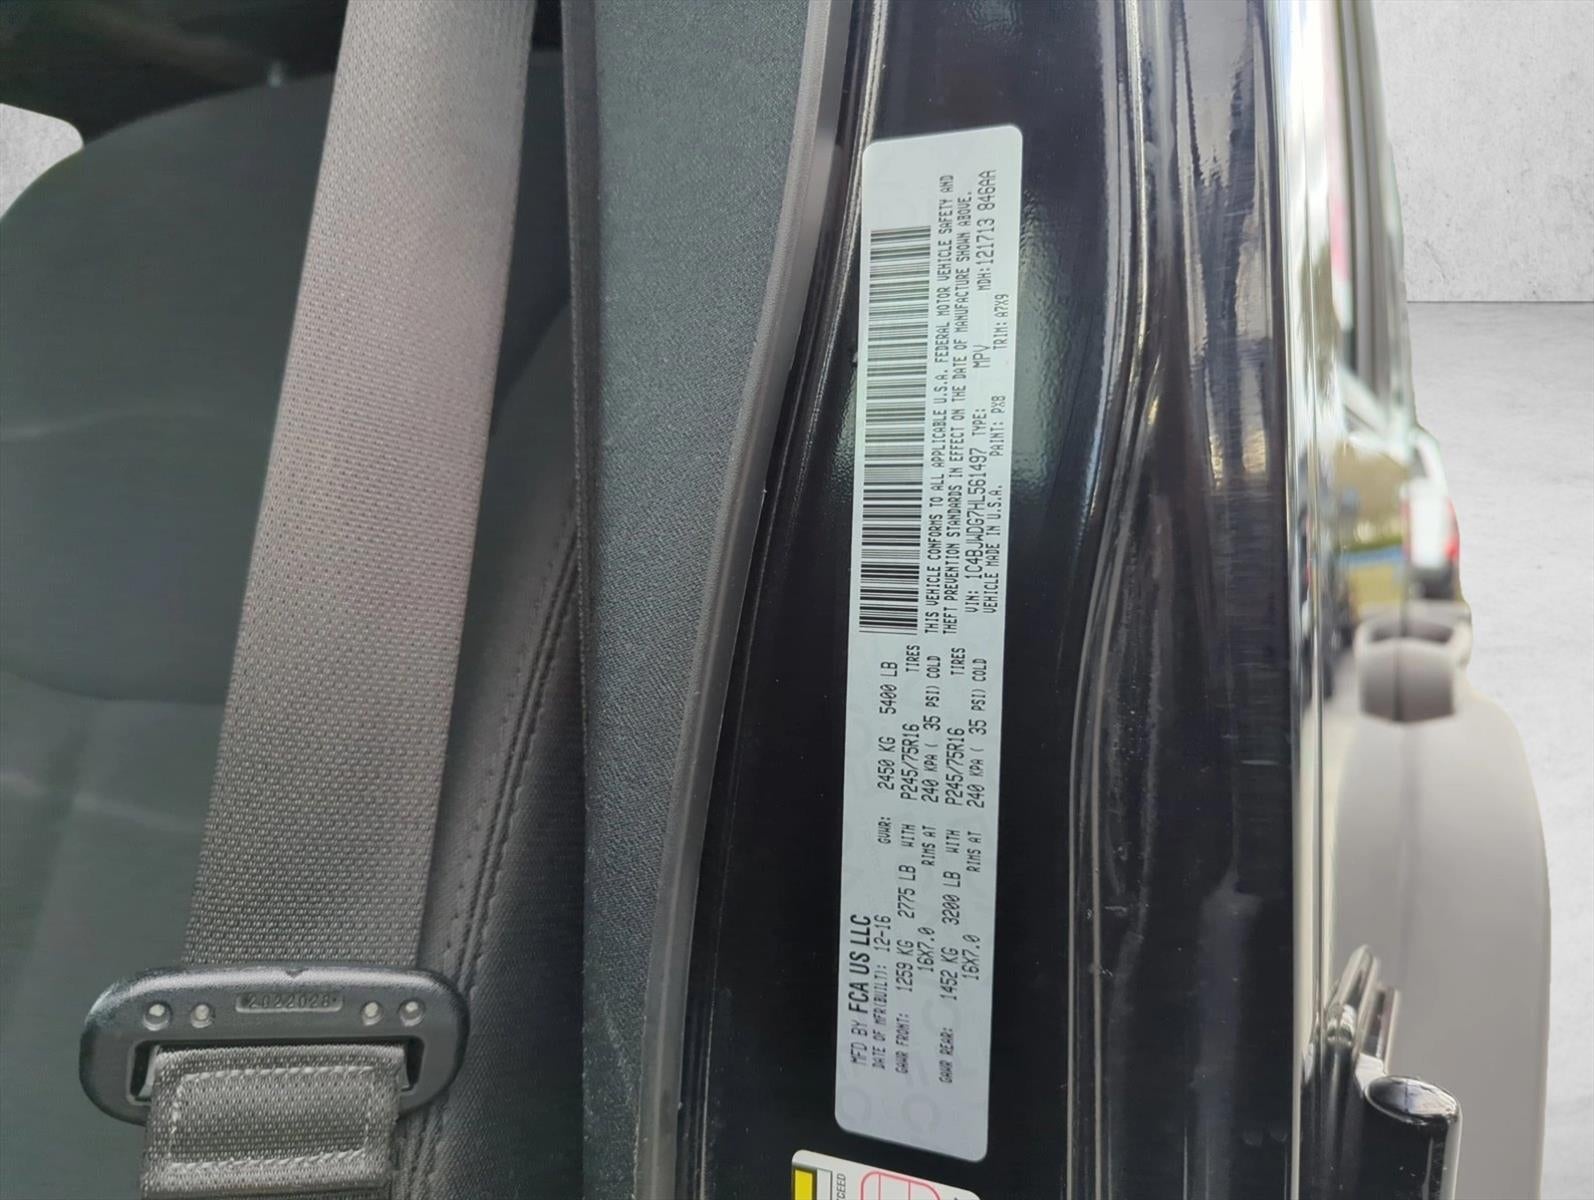 MFD BY FCA US LLC
DATE OF MFR(BUILT): 12-16 GVWR: 2450 KG 5400 LB
GAWR FRONT: 1259 KG 2775 LB WITH P245/75R16 TIRES
16X7.0 RIMS AT 240 KPA ( 35 PSI) COLD
GAWR REAR: 1452 KG 3200 LB WITH P245/75R16 TIRES
16X7.0 RIMS AT 240 KPA ( 35 PSI) COLD
THIS VEHICLE CONFORMS TO ALL APPLICABLE U.S.A. FEDERAL MOTOR VEHICLE SAFETY AND
THEFT PREVENTION STANDARDS IN EFFECT ON THE DATE OF MANUFACTURE SHOWN ABOVE.
VIN: 1C4BJWDG7HL561497 TYPE: MPV MDH:121713 846AA
VEHICLE MADE IN U.S.A. PAINT: PX8 TRIM: A7X9
2022028